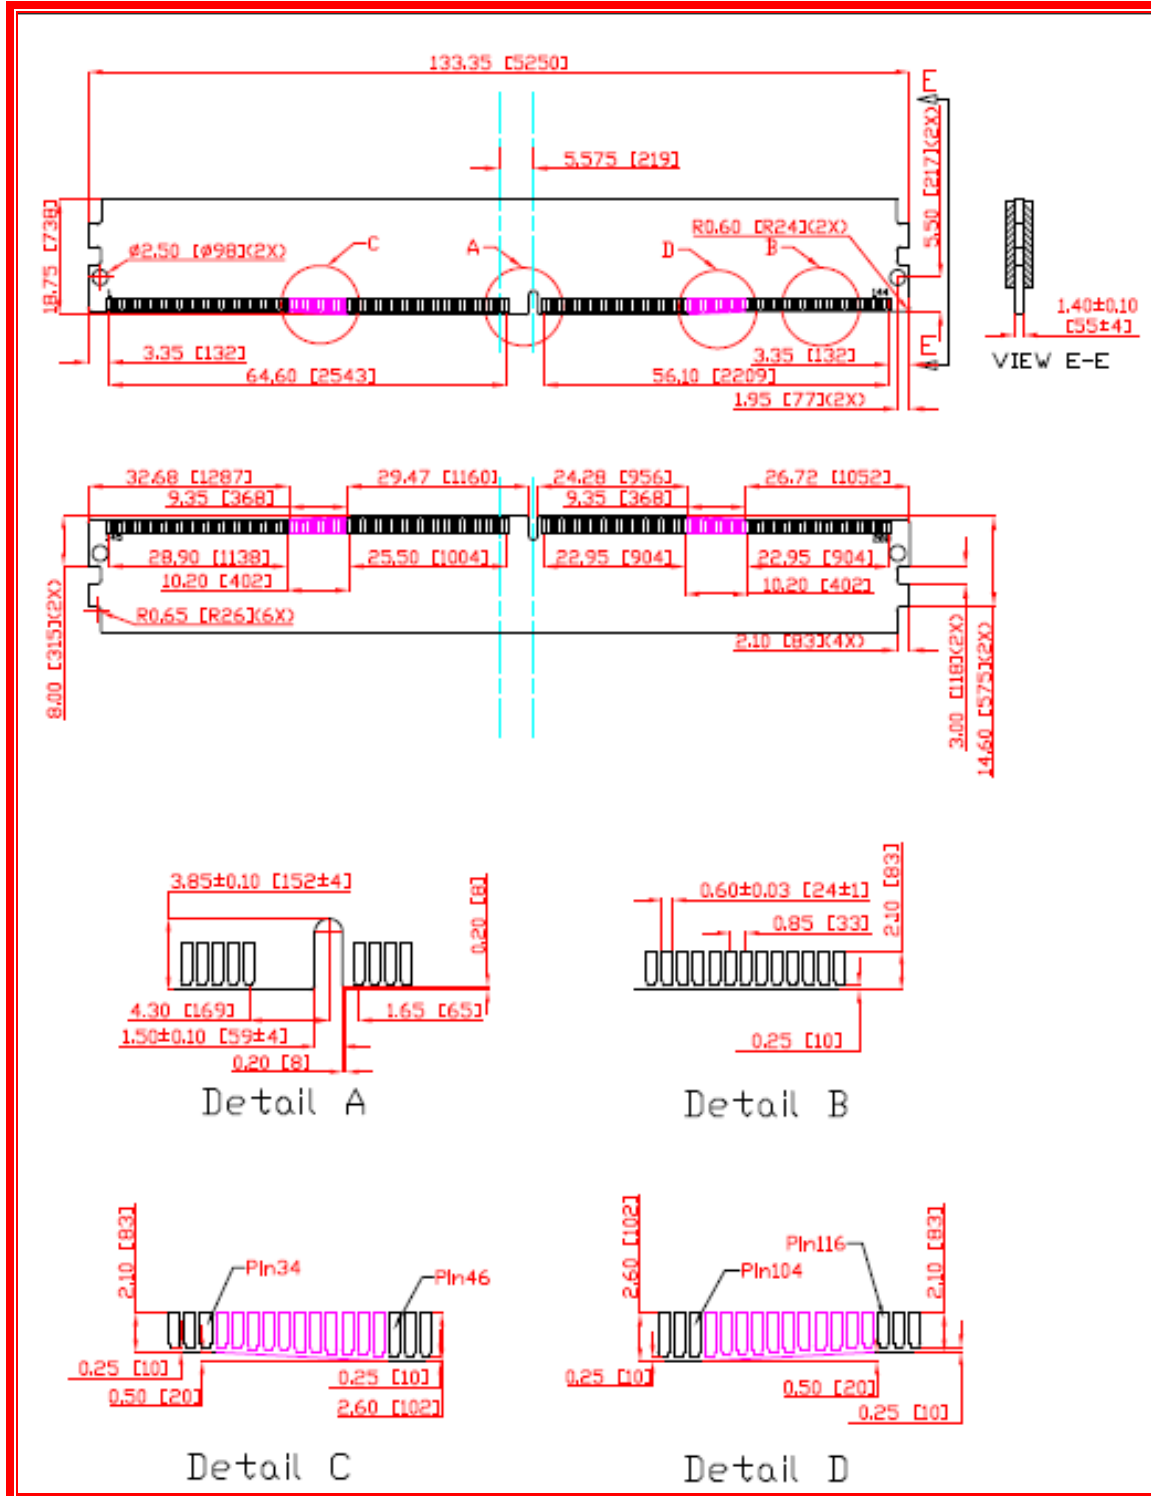 133.35 [5250]
E
5.575 [219]
5.50 [217](2X)
18.75 [738]
Ø2.50 [Ø98](2X)
C
A
D
R0.60 [R24](2X)
B
144
1.40±0.10
[55±4]
3.35 [132]
3.35 [132]
E
VIEW E-E
64.60 [2543]
56.10 [2209]
1.95 [77](2X)
32.68 [1287]
29.47 [1160]
24.28 [956]
26.72 [1052]
9.35 [368]
9.35 [368]
28.90 [1138]
25.50 [1004]
22.95 [904]
22.95 [904]
10.20 [402]
10.20 [402]
R0.65 [R26](6X)
2.10 [83](4X)
8.00 [315](2X)
3.00 [118](2X)
14.60 [575](2X)
3.85±0.10 [152±4]
0.20 [8]
0.60±0.03 [24±1]
2.10 [83]
0.85 [33]
4.30 [169]
1.65 [65]
1.50±0.10 [59±4]
0.20 [8]
0.25 [10]
Detail A
Detail B
2.10 [83]
Pin34
Pin46
2.60 [102]
Pin116
Pin104
2.10 [83]
0.25 [10]
0.25 [10]
0.50 [20]
2.60 [102]
0.25 [10]
0.50 [20]
0.25 [10]
Detail C
Detail D